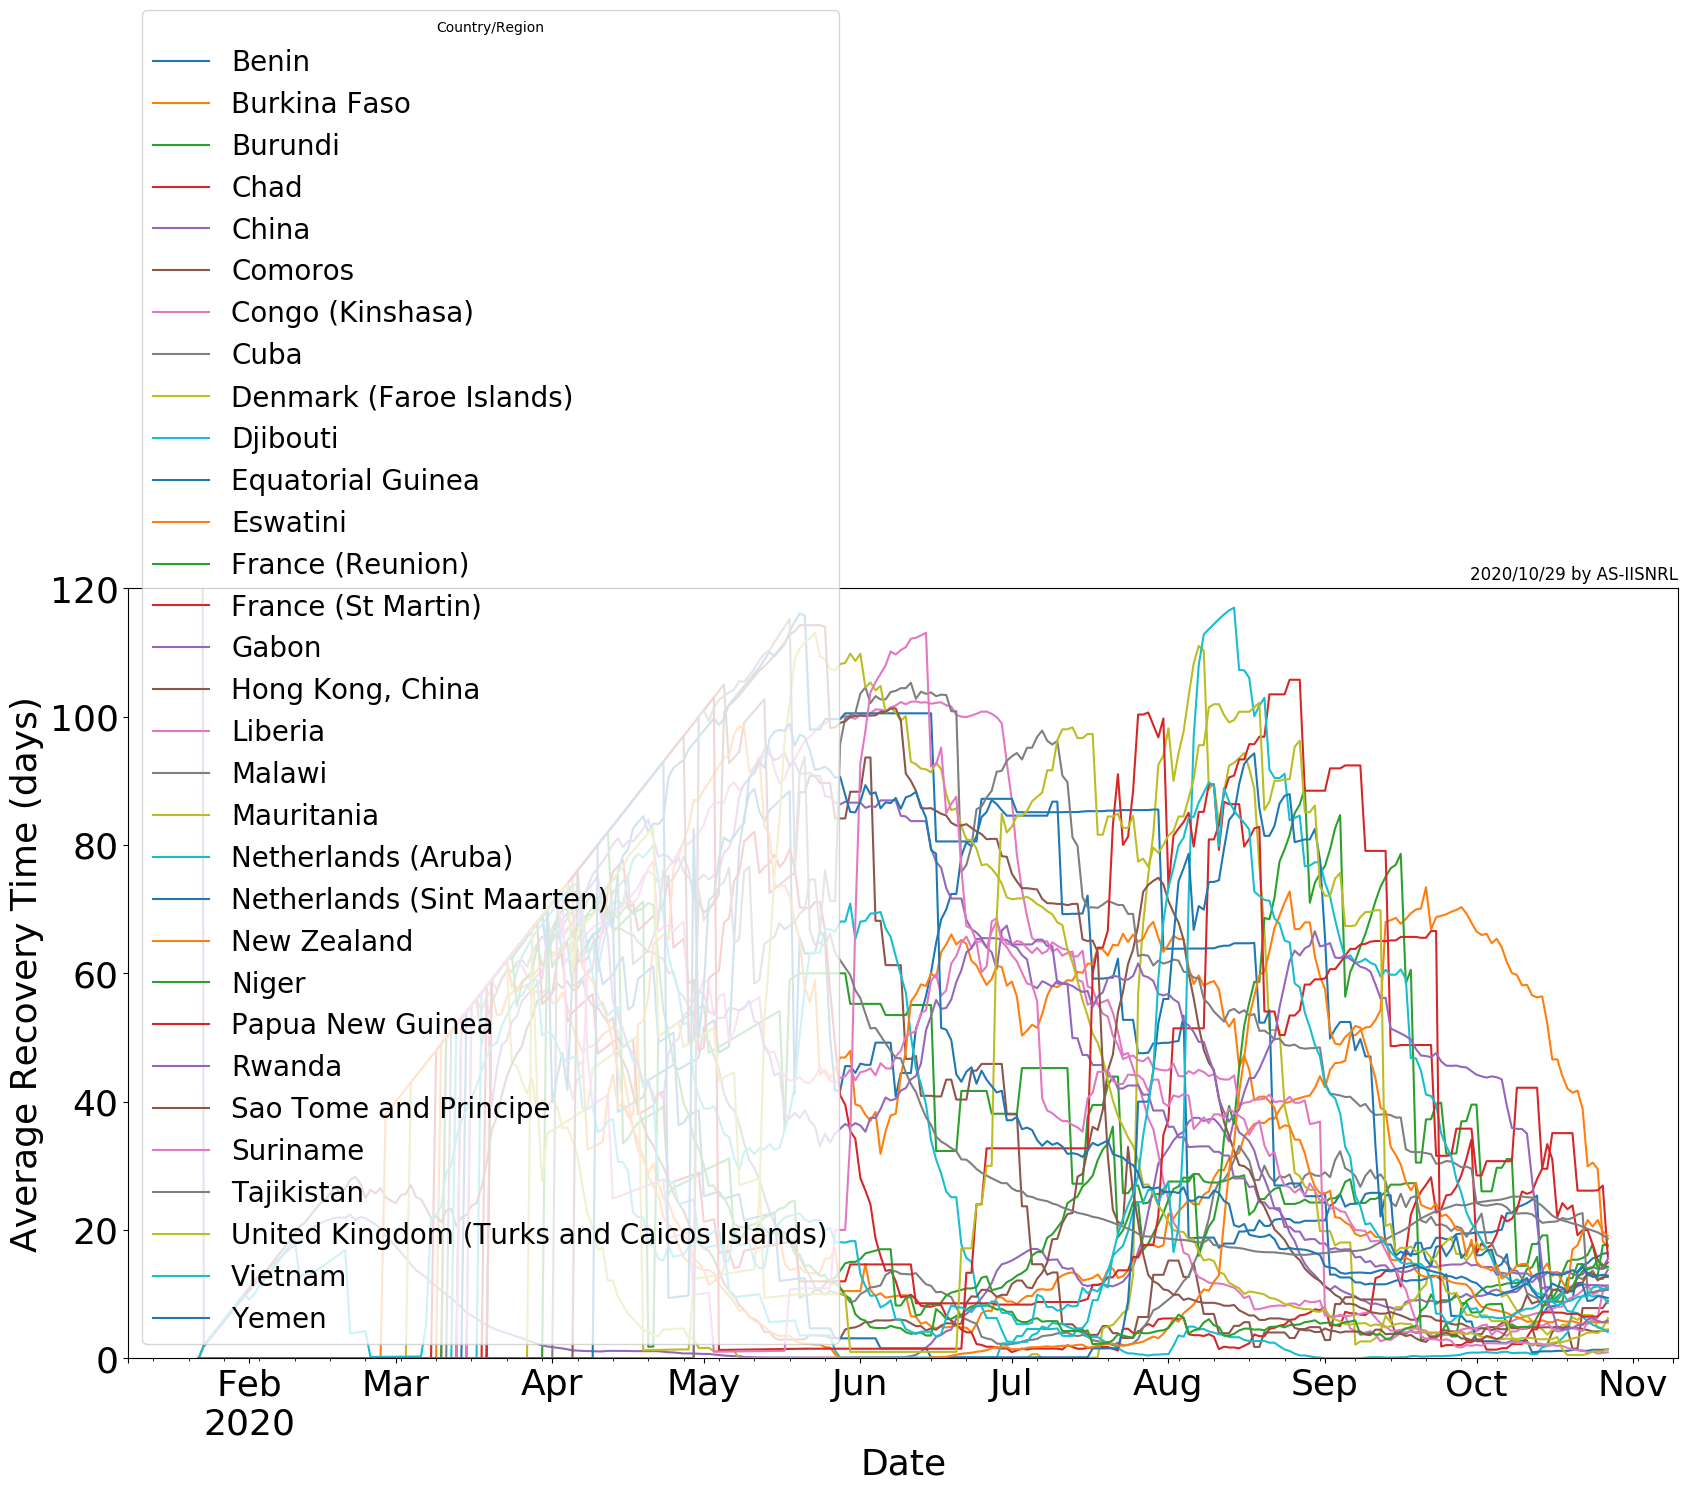 Country/Region
Benin
Burkina Faso
Burundi
Chad
China
Comoros
Congo (Kinshasa)
Cuba
Denmark (Faroe Islands)
Djibouti
Equatorial Guinea
Eswatini
France (Reunion)
France (St Martin)
Gabon
Hong Kong, China
Liberia
Malawi
Mauritania
Netherlands (Aruba)
Netherlands (Sint Maarten)
New Zealand
Niger
Papua New Guinea
Rwanda
Sao Tome and Principe
Suriname
Tajikistan
United Kingdom (Turks and Caicos Islands)
Vietnam
Yemen
2020/10/29 by AS-IISNRL
120
100
80
60
40
20
0
Average Recovery Time (days)
Feb Mar Apr May Jun Jul Aug Sep Oct Nov
2020
Date